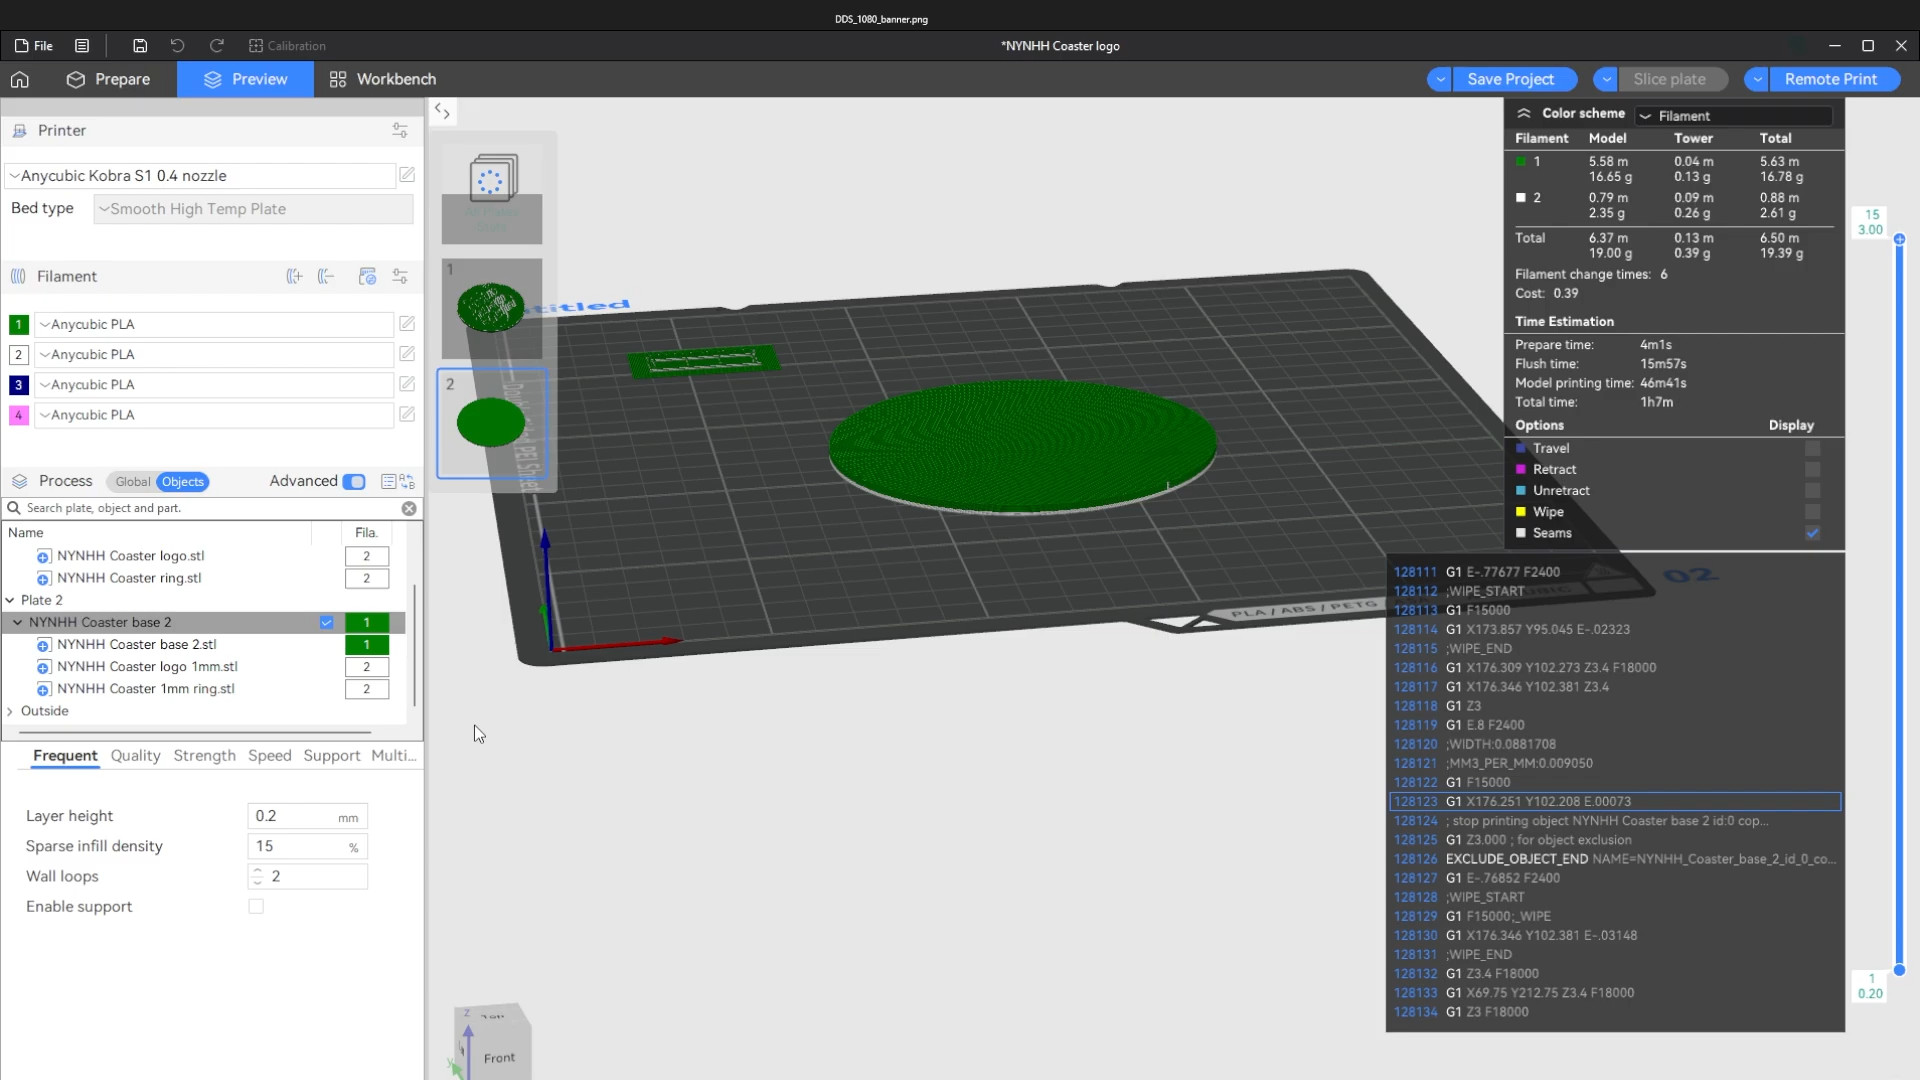 DDS_1080_banner.png
File
Calibration
*NYNHH Coaster logo
Prepare
Preview
Workbench
Save Project
Slice plate
Remote Print
Printer
Anycubic Kobra S1 0.4 nozzle
Bed type
Smooth High Temp Plate
Filament
1 Anycubic PLA
2 Anycubic PLA
3 Anycubic PLA
4 Anycubic PLA
Process
Global
Objects
Advanced
Search plate, object and part.
Name Fila.
NYNHH Coaster logo.stl 2
NYNHH Coaster ring.stl 2
Plate 2
NYNHH Coaster base 2 1
NYNHH Coaster base 2.stl 1
NYNHH Coaster logo 1mm.stl 2
NYNHH Coaster 1mm ring.stl 2
Outside
Frequent Quality Strength Speed Support Multi...
Layer height 0.2 mm
Sparse infill density 15 %
Wall loops 2
Enable support
1
2
PLA / ABS / PETG
02
Z
Top
Front
Color scheme
Filament
Filament Model Tower Total
1 5.58 m 0.04 m 5.63 m
16.65 g 0.13 g 16.78 g
2 0.79 m 0.09 m 0.88 m
2.35 g 0.26 g 2.61 g
Total 6.37 m 0.13 m 6.50 m
19.00 g 0.39 g 19.39 g
Filament change times: 6
Cost: 0.39
Time Estimation
Prepare time: 4m1s
Flush time: 15m57s
Model printing time: 46m41s
Total time: 1h7m
Options Display
Travel
Retract
Unretract
Wipe
Seams
128111 G1 E-.77677 F2400
128112 ;WIPE_START
128113 G1 F15000
128114 G1 X173.857 Y95.045 E-.02323
128115 ;WIPE_END
128116 G1 X176.309 Y102.273 Z3.4 F18000
128117 G1 X176.346 Y102.381 Z3.4
128118 G1 Z3
128119 G1 E.8 F2400
128120 ;WIDTH:0.0881708
128121 ;MM3_PER_MM:0.009050
128122 G1 F15000
128123 G1 X176.251 Y102.208 E.00073
128124 ; stop printing object NYNHH Coaster base 2 id:0 cop...
128125 G1 Z3.000 ; for object exclusion
128126 EXCLUDE_OBJECT_END NAME=NYNHH_Coaster_base_2_id_0_co...
128127 G1 E-.76852 F2400
128128 ;WIPE_START
128129 G1 F15000;_WIPE
128130 G1 X176.346 Y102.381 E-.03148
128131 ;WIPE_END
128132 G1 Z3.4 F18000
128133 G1 X69.75 Y212.75 Z3.4 F18000
128134 G1 Z3 F18000
15
3.00
1
0.20